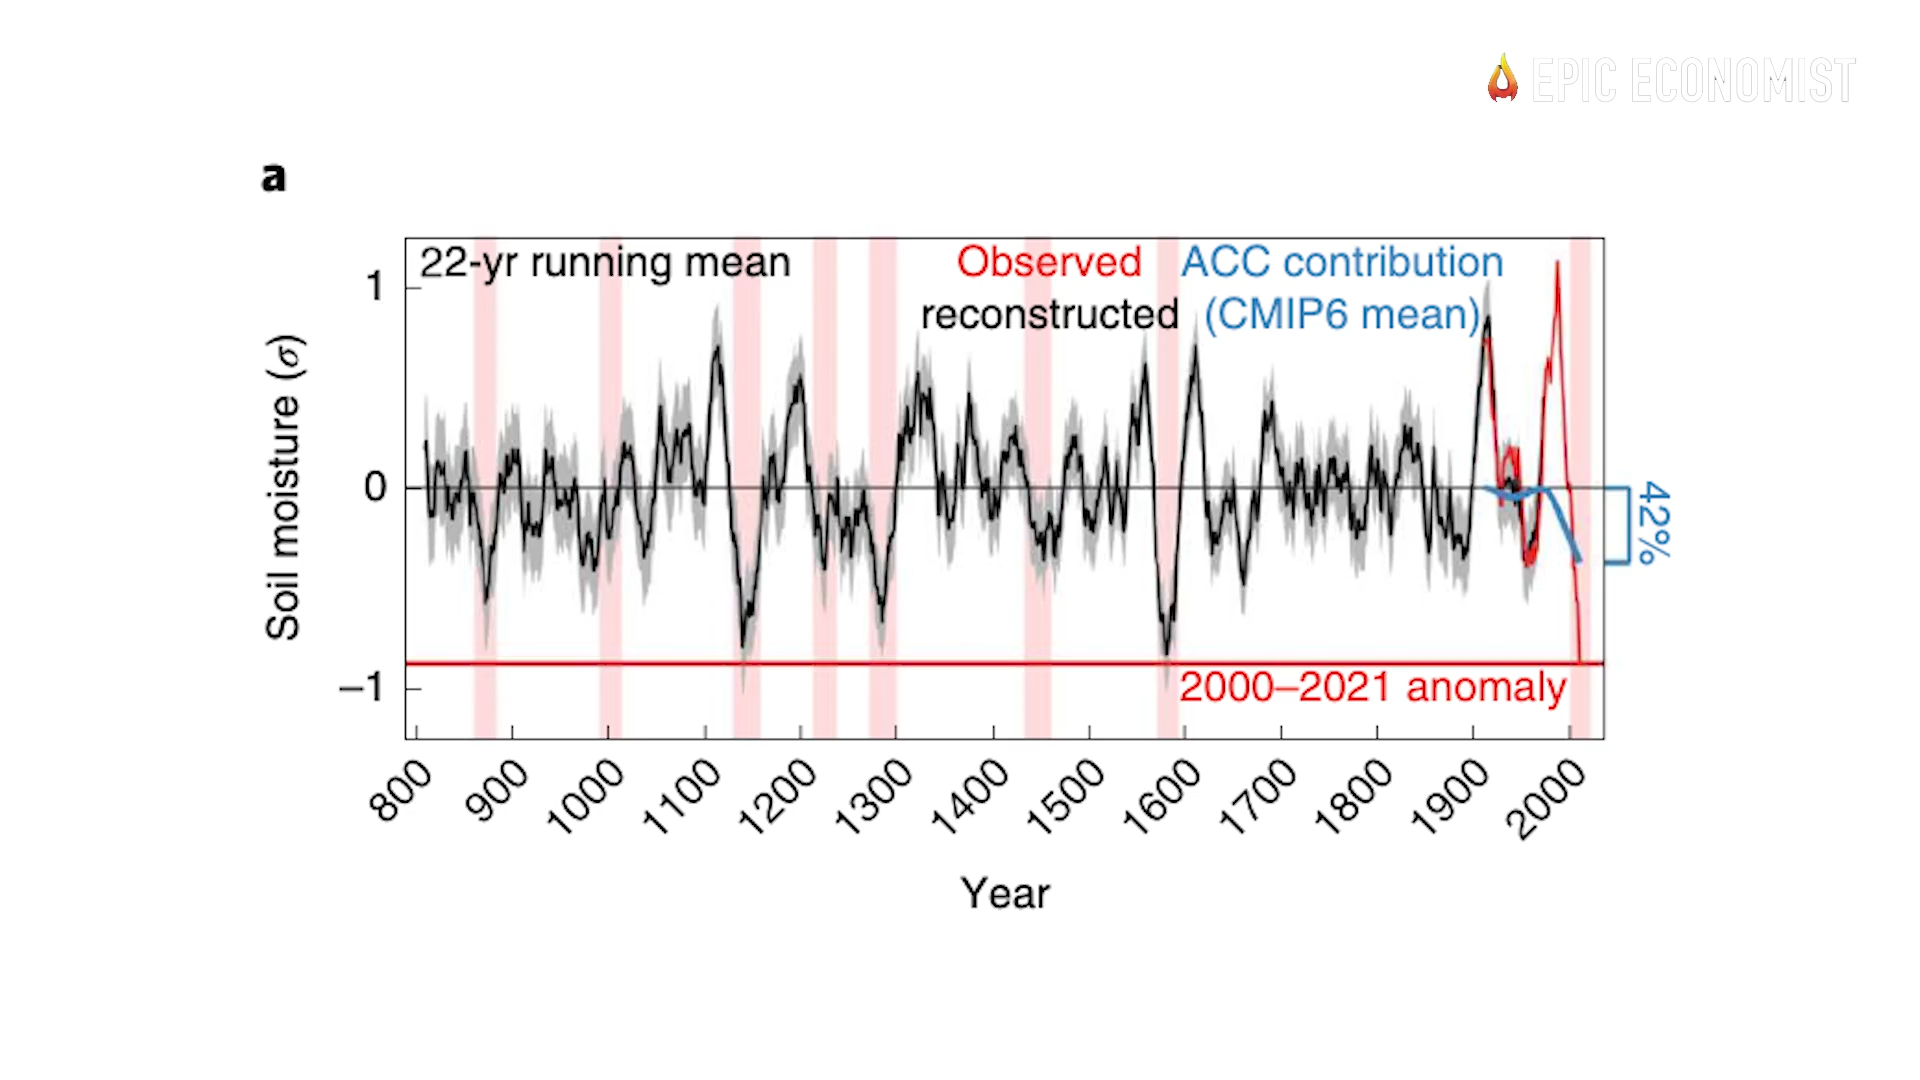 EPIC ECONOMIST
a
22-yr running mean
Observed
reconstructed
ACC contribution
(CMIP6 mean)
1
0
−1
Soil moisture (σ)
42%
2000–2021 anomaly
800 900 1000 1100 1200 1300 1400 1500 1600 1700 1800 1900 2000
Year